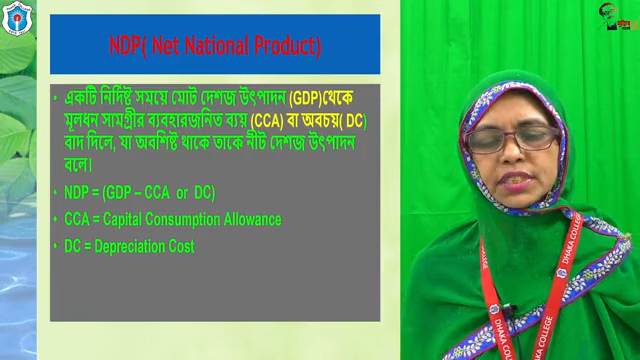 NDP( Net National Product)
• একটি নির্দিষ্ট সময়ে মোট দেশজ উৎপাদন (GDP)থেকে
মূলধন সামগ্রীর ব্যবহারজনিত ব্যয় (CCA) বা অবচয়( DC)
বাদ দিলে, যা অবশিষ্ট থাকে তাকে নীট দেশজ উৎপাদন
বলে।
• NDP = (GDP – CCA or DC)
• CCA = Capital Consumption Allowance
• DC = Depreciation Cost
DHAKA COLLEGE
DHAKA COLLEGE